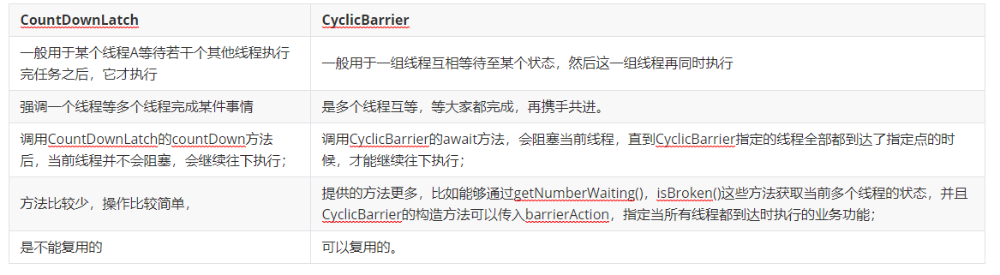 CountDownLatch
CyclicBarrier
一般用于某个线程A等待若干个其他线程执行
完任务之后，它才执行
一般用于一组线程互相等待至某个状态，然后这一组线程再同时执行
强调一个线程等多个线程完成某件事情
是多个线程互等，等大家都完成，再携手共进。
调用CountDownLatch的countDown方法
后，当前线程并不会阻塞，会继续往下执行；
调用CyclicBarrier的await方法，会阻塞当前线程，直到CyclicBarrier指定的线程全部都到达了指定点的时
候，才能继续往下执行；
方法比较少，操作比较简单，
提供的方法更多，比如能够通过getNumberWaiting()，isBroken()这些方法获取当前多个线程的状态，并且
CyclicBarrier的构造方法可以传入barrierAction，指定当所有线程都到达时执行的业务功能；
是不能复用的
可以复用的。